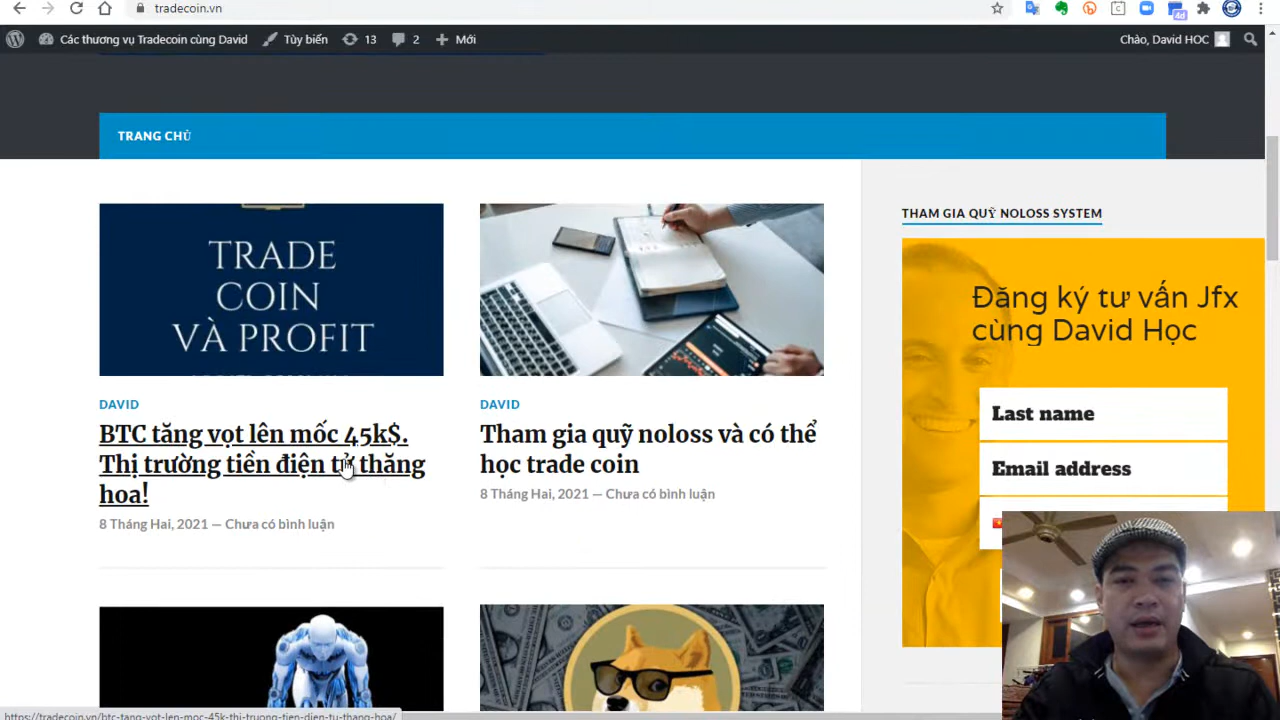 tradecoin.vn
4d
Các thương vụ Tradecoin cùng David
Tùy biến
13
2
Mới
Chào, David HOC
TRANG CHỦ
TRADE
COIN
VÀ PROFIT
DAVID
BTC tăng vọt lên mốc 45k$.
Thị trường tiền điện tử thăng
hoa!
8 Tháng Hai, 2021 — Chưa có bình luận
DAVID
Tham gia quỹ noloss và có thể
học trade coin
8 Tháng Hai, 2021 — Chưa có bình luận
THAM GIA QUỸ NOLOSS SYSTEM
Đăng ký tư vấn Jfx
cùng David Học
Last name
Email address
https://tradecoin.vn/btc-tang-vot-len-moc-45k-thi-truong-tien-dien-tu-thang-hoa/